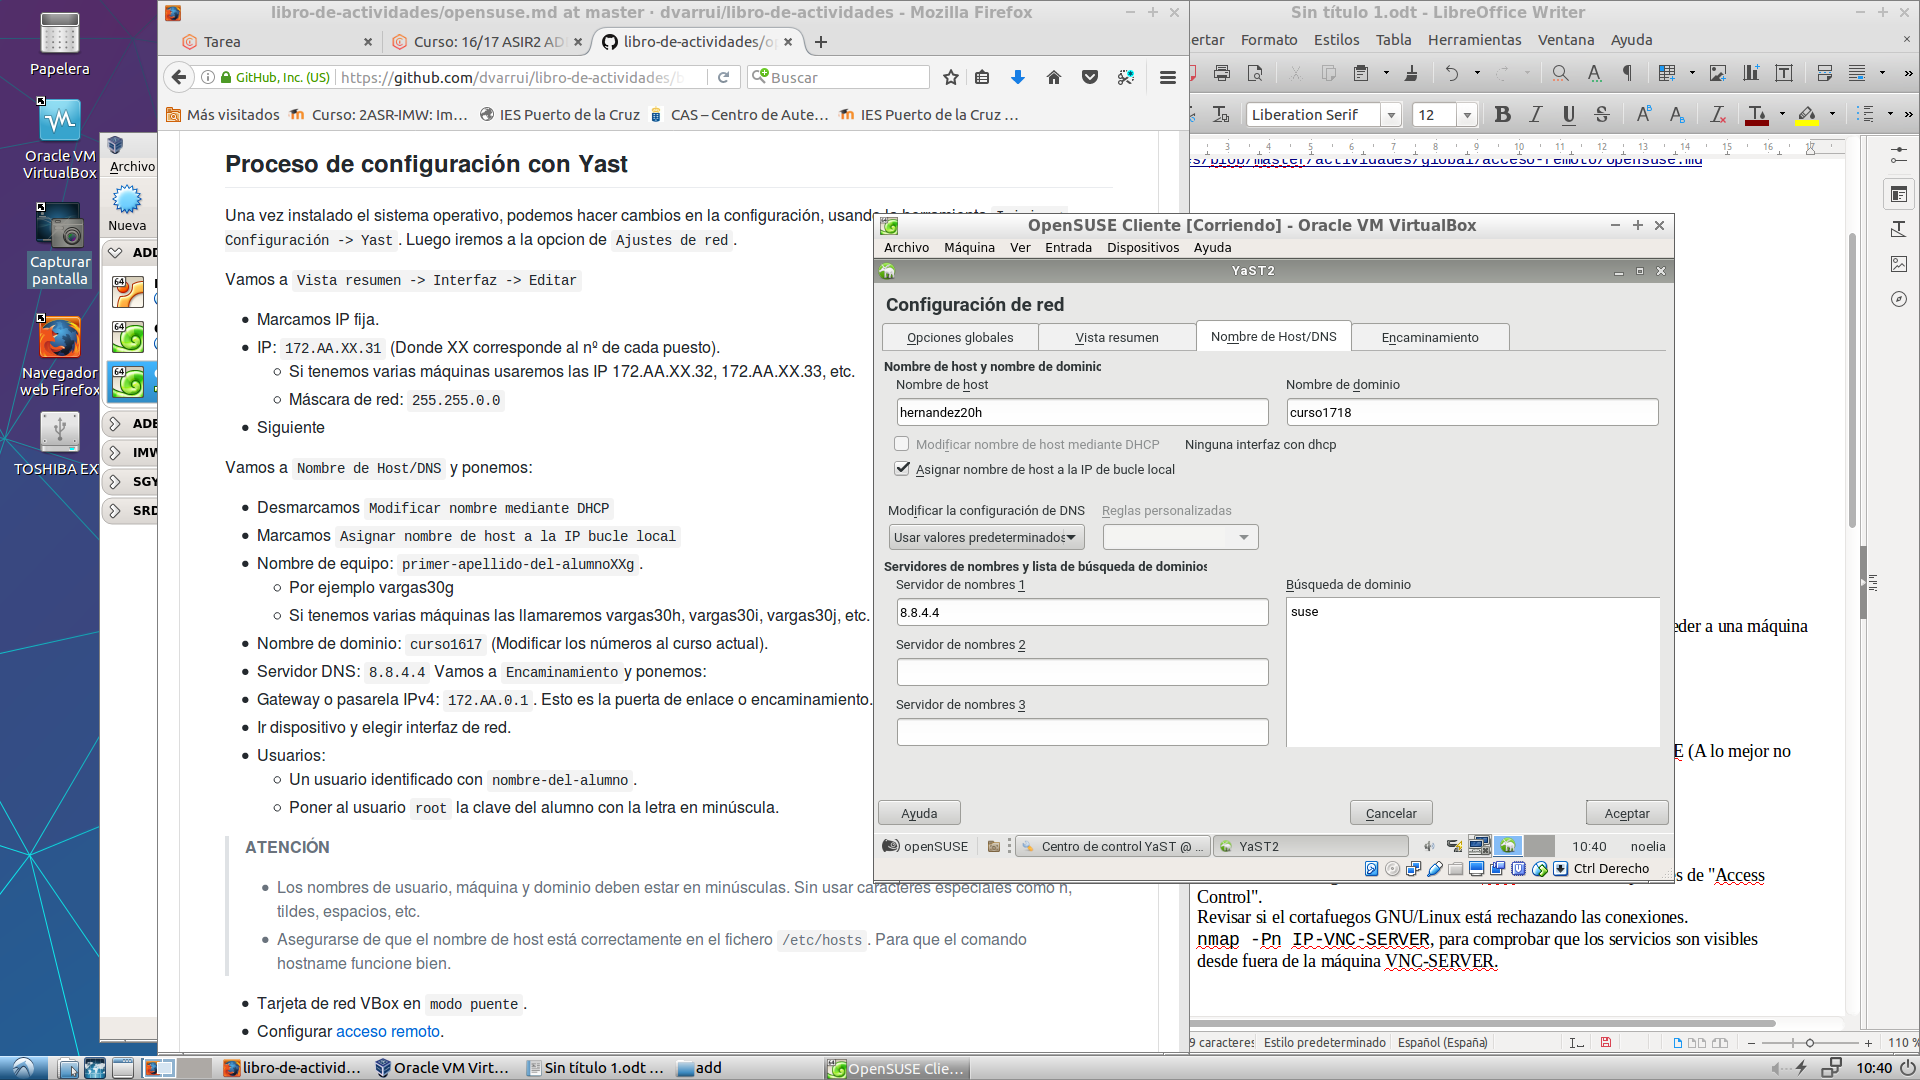 libro-de-actividades/opensuse.md at master · dvarrui/libro-de-actividades - Mozilla Firefox
Sin título 1.odt - LibreOffice Writer
Papelera
Oracle VM
VirtualBox
Capturar
pantalla
Navegador
web Firefox
TOSHIBA EX
Archivo
Nueva
ADD
ADE
IMW
SGY
SRD
Tarea
Curso: 16/17 ASIR2 AD
libro-de-actividades/o
GitHub, Inc. (US)
https://github.com/dvarrui/libro-de-actividades/b
Buscar
Más visitados
Curso: 2ASR-IMW: Im...
IES Puerto de la Cruz
CAS – Centro de Aute...
IES Puerto de la Cruz ...
Proceso de configuración con Yast
Una vez instalado el sistema operativo, podemos hacer cambios en la configuración, usando
Configuración -> Yast. Luego iremos a la opcion de Ajustes de red.
Vamos a Vista resumen -> Interfaz -> Editar
Marcamos IP fija.
IP: 172.AA.XX.31 (Donde XX corresponde al nº de cada puesto).
Si tenemos varias máquinas usaremos las IP 172.AA.XX.32, 172.AA.XX.33, etc.
Máscara de red: 255.255.0.0
Siguiente
Vamos a Nombre de Host/DNS y ponemos:
Desmarcamos Modificar nombre mediante DHCP
Marcamos Asignar nombre de host a la IP bucle local
Nombre de equipo: primer-apellido-del-alumnoXXg.
Por ejemplo vargas30g
Si tenemos varias máquinas las llamaremos vargas30h, vargas30i, vargas30j, etc.
Nombre de dominio: curso1617 (Modificar los números al curso actual).
Servidor DNS: 8.8.4.4 Vamos a Encaminamiento y ponemos:
Gateway o pasarela IPv4: 172.AA.0.1. Esto es la puerta de enlace o encaminamiento.
Ir dispositivo y elegir interfaz de red.
Usuarios:
Un usuario identificado con nombre-del-alumno.
Poner al usuario root la clave del alumno con la letra en minúscula.
ATENCIÓN
Los nombres de usuario, máquina y dominio deben estar en minúsculas. Sin usar caracteres especiales como ñ,
tildes, espacios, etc.
Asegurarse de que el nombre de host está correctamente en el fichero /etc/hosts. Para que el comando
hostname funcione bien.
Tarjeta de red VBox en modo puente.
Configurar acceso remoto.
OpenSUSE Cliente [Corriendo] - Oracle VM VirtualBox
Archivo Máquina Ver Entrada Dispositivos Ayuda
YaST2
Configuración de red
Opciones globales
Vista resumen
Nombre de Host/DNS
Encaminamiento
Nombre de host y nombre de dominio
Nombre de host
Nombre de dominio
hernandez20h
curso1718
Modificar nombre de host mediante DHCP
Ninguna interfaz con dhcp
Asignar nombre de host a la IP de bucle local
Modificar la configuración de DNS
Reglas personalizadas
Usar valores predeterminados
Servidores de nombres y lista de búsqueda de dominios
Servidor de nombres 1
Búsqueda de dominio
8.8.4.4
suse
Servidor de nombres 2
Servidor de nombres 3
Ayuda
Cancelar
Aceptar
openSUSE
Centro de control YaST @ ...
YaST2
10:40
noelia
Ctrl Derecho
ertar Formato Estilos Tabla Herramientas Ventana Ayuda
Liberation Serif
12
3 4 5 6 7 8 9 10 11 12 13 14 15 16 17
es/blob/master/actividades/global/acceso-remoto/opensuse.md
eder a una máquina
E (A lo mejor no
es de "Access
Control".
Revisar si el cortafuegos GNU/Linux está rechazando las conexiones.
nmap -Pn IP-VNC-SERVER, para comprobar que los servicios son visibles
desde fuera de la máquina VNC-SERVER.
9 caracteres
Estilo predeterminado
Español (España)
110 %
libro-de-activid...
Oracle VM Virt...
Sin título 1.odt ...
add
OpenSUSE Clie...
10:40